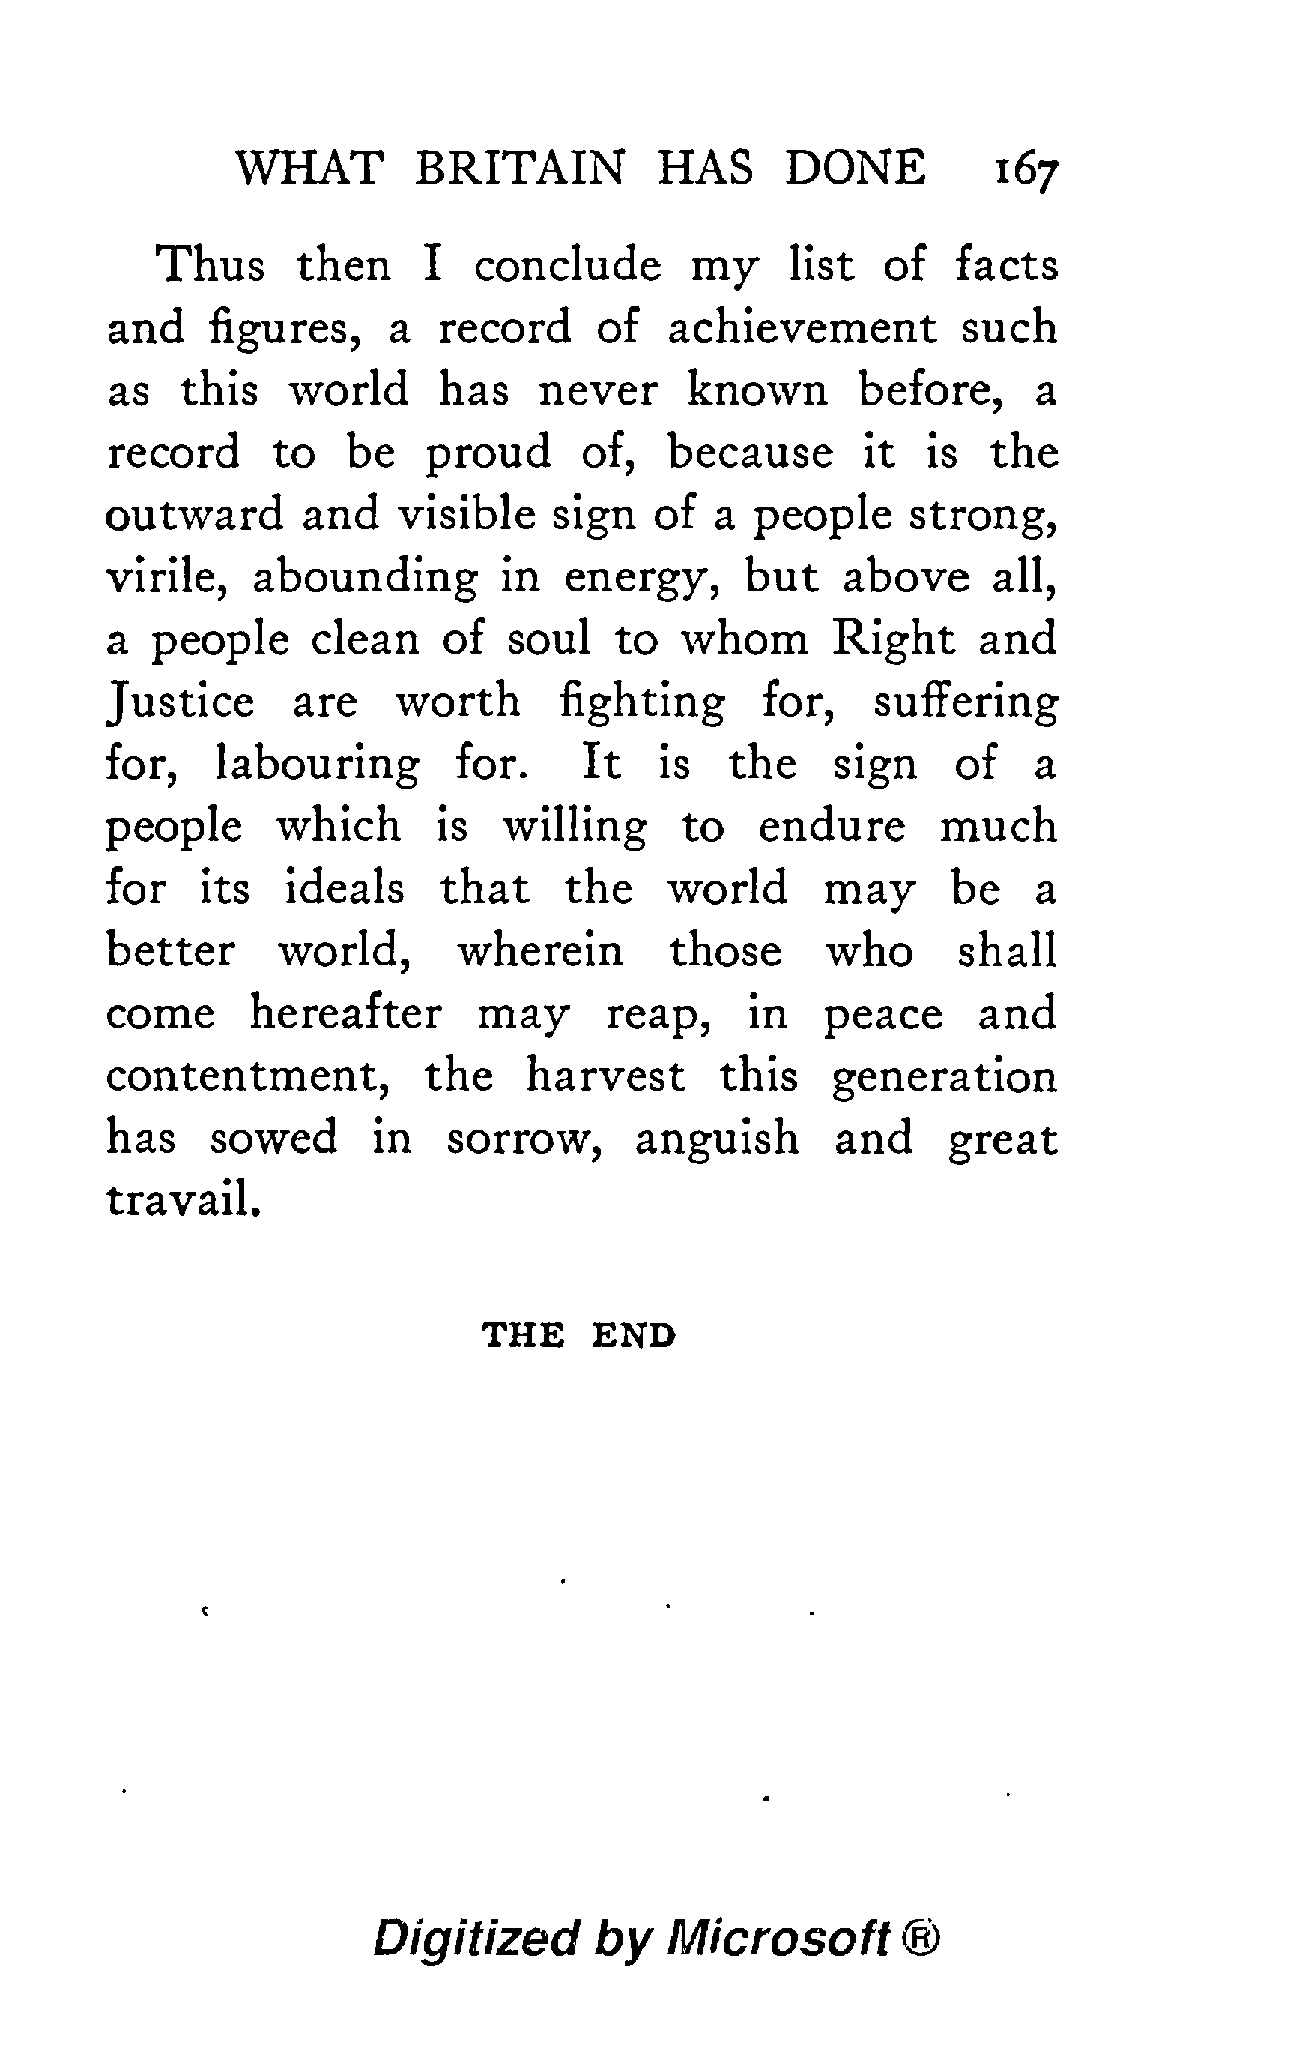 WHAT BRITAIN HAS DONE 167
Thus then I conclude my list of facts
and figures, a record of achievement such
as this world has never known before, a
record to be proud of, because it is the
outward and visible sign of a people strong,
virile, abounding in energy, but above all,
a people clean of soul to whom Right and
Justice are worth fighting for, suffering
for, labouring for. It is the sign of a
people which is willing to endure much
for its ideals that the world may be a
better world, wherein those who shall
come hereafter may reap, in peace and
contentment, the harvest this generation
has sowed in sorrow, anguish and great
travail.
THE END
Digitized by Microsoft ®